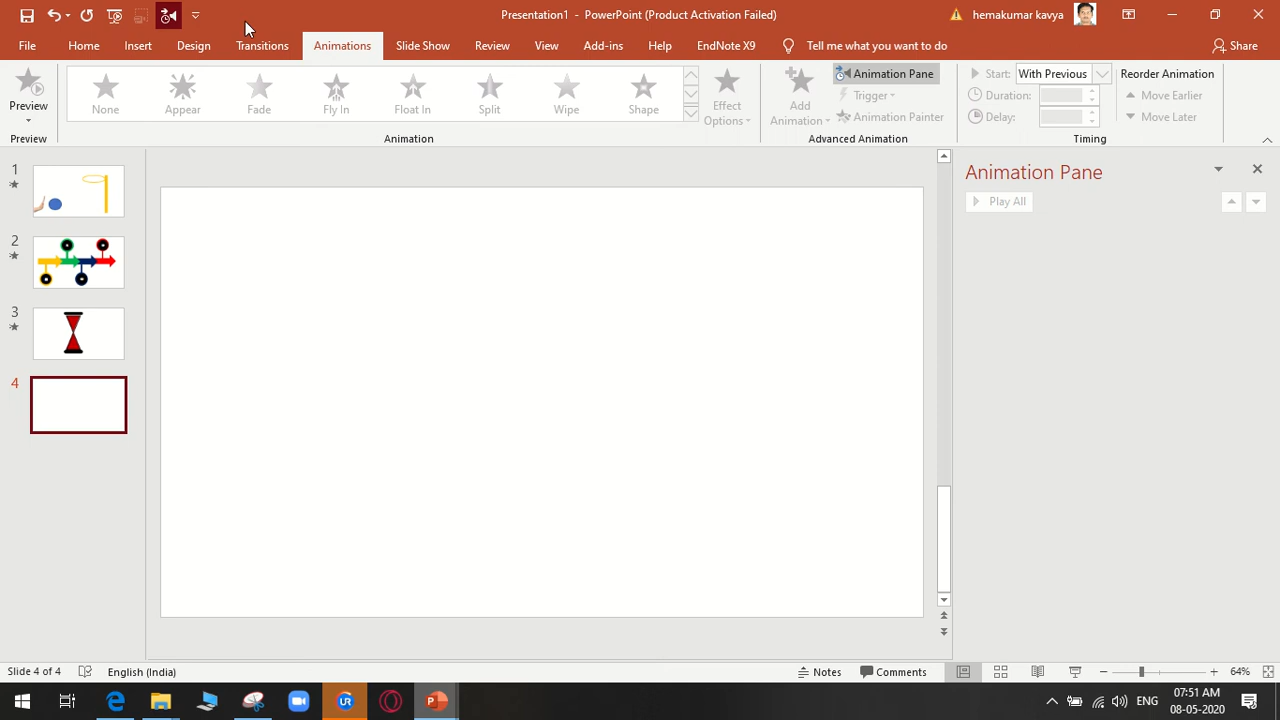 Presentation1 - PowerPoint (Product Activation Failed)
hemakumar kavya
File Home Insert Design Transitions Animations Slide Show Review View Add-ins Help EndNote X9 Tell me what you want to do Share
Preview
None Appear Fade Fly In Float In Split Wipe Shape
Effect Options
Add Animation
Animation Pane
Trigger
Animation Painter
Start: With Previous
Duration:
Delay:
Reorder Animation
Move Earlier
Move Later
Preview Animation Advanced Animation Timing
1
2
3
4
Animation Pane
Play All
Slide 4 of 4 English (India) Notes Comments 64%
UR
ENG
07:51 AM
08-05-2020